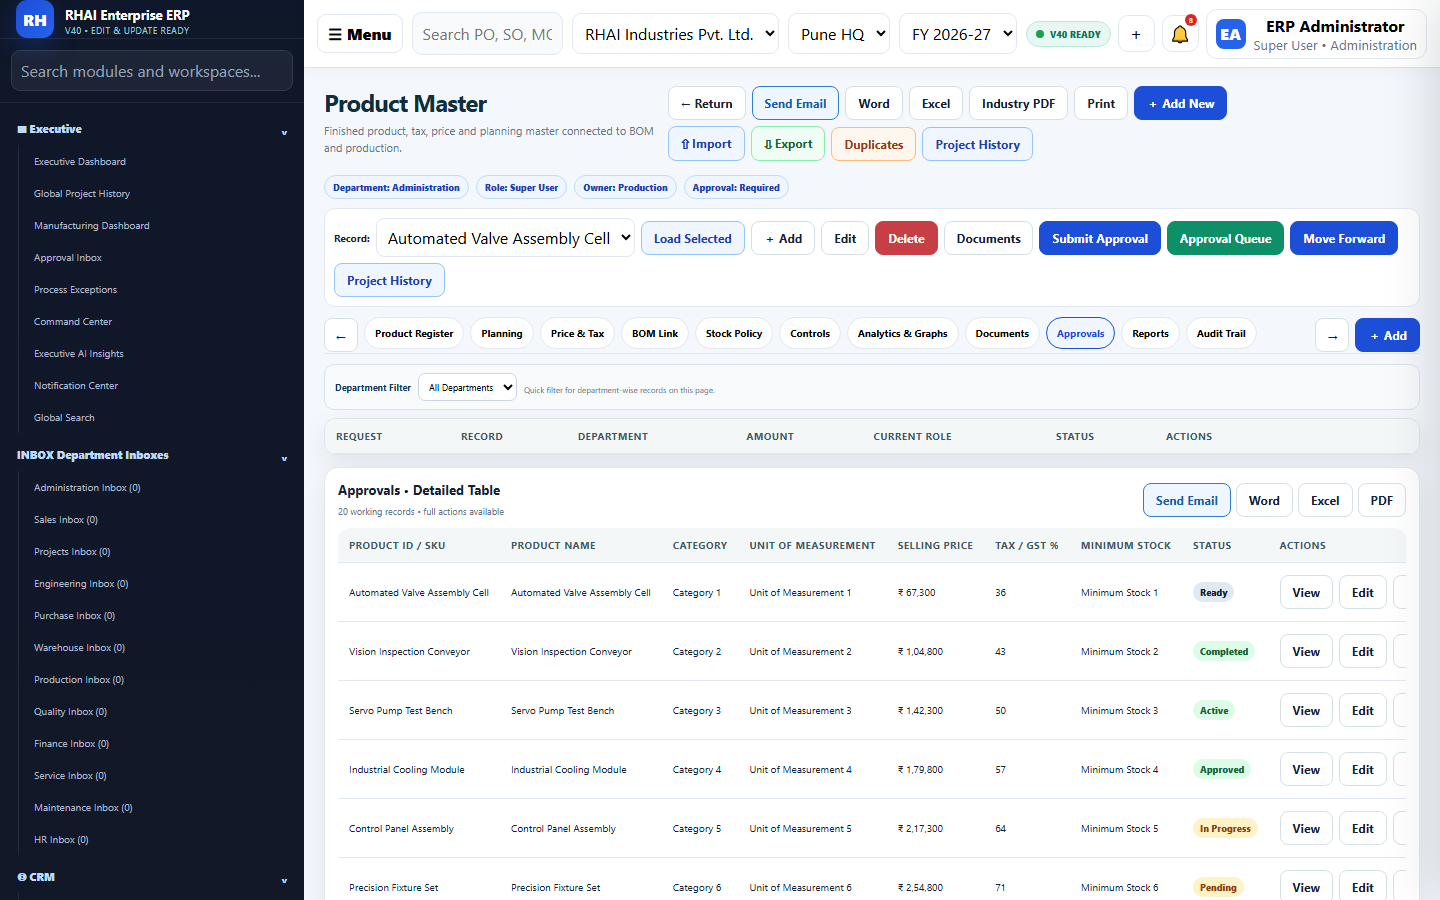 RH
RHAI Enterprise ERP
V40 • EDIT & UPDATE READY
Search modules and workspaces...
Executive
Executive Dashboard
Global Project History
Manufacturing Dashboard
Approval Inbox
Process Exceptions
Command Center
Executive AI Insights
Notification Center
Global Search
INBOX Department Inboxes
Administration Inbox (0)
Sales Inbox (0)
Projects Inbox (0)
Engineering Inbox (0)
Purchase Inbox (0)
Warehouse Inbox (0)
Production Inbox (0)
Quality Inbox (0)
Finance Inbox (0)
Service Inbox (0)
Maintenance Inbox (0)
HR Inbox (0)
CRM
☰ Menu
Search PO, SO, MC
RHAI Industries Pvt. Ltd.
Pune HQ
FY 2026-27
V40 READY
+
8
EA
ERP Administrator
Super User • Administration
Product Master
Finished product, tax, price and planning master connected to BOM
and production.
← Return
Send Email
Word
Excel
Industry PDF
Print
+ Add New
⇧ Import
⇩ Export
Duplicates
Project History
Department: Administration
Role: Super User
Owner: Production
Approval: Required
Record:
Automated Valve Assembly Cell
Load Selected
+ Add
Edit
Delete
Documents
Submit Approval
Approval Queue
Move Forward
Project History
←
Product Register
Planning
Price & Tax
BOM Link
Stock Policy
Controls
Analytics & Graphs
Documents
Approvals
Reports
Audit Trail
→
+ Add
Department Filter
All Departments
Quick filter for department-wise records on this page.
REQUEST RECORD DEPARTMENT AMOUNT CURRENT ROLE STATUS ACTIONS
Approvals • Detailed Table
20 working records • full actions available
Send Email
Word
Excel
PDF
PRODUCT ID / SKU PRODUCT NAME CATEGORY UNIT OF MEASUREMENT SELLING PRICE TAX / GST % MINIMUM STOCK STATUS ACTIONS
Automated Valve Assembly Cell Automated Valve Assembly Cell Category 1 Unit of Measurement 1 ₹ 67,300 36 Minimum Stock 1 Ready View Edit
Vision Inspection Conveyor Vision Inspection Conveyor Category 2 Unit of Measurement 2 ₹ 1,04,800 43 Minimum Stock 2 Completed View Edit
Servo Pump Test Bench Servo Pump Test Bench Category 3 Unit of Measurement 3 ₹ 1,42,300 50 Minimum Stock 3 Active View Edit
Industrial Cooling Module Industrial Cooling Module Category 4 Unit of Measurement 4 ₹ 1,79,800 57 Minimum Stock 4 Approved View Edit
Control Panel Assembly Control Panel Assembly Category 5 Unit of Measurement 5 ₹ 2,17,300 64 Minimum Stock 5 In Progress View Edit
Precision Fixture Set Precision Fixture Set Category 6 Unit of Measurement 6 ₹ 2,54,800 71 Minimum Stock 6 Pending View Edit